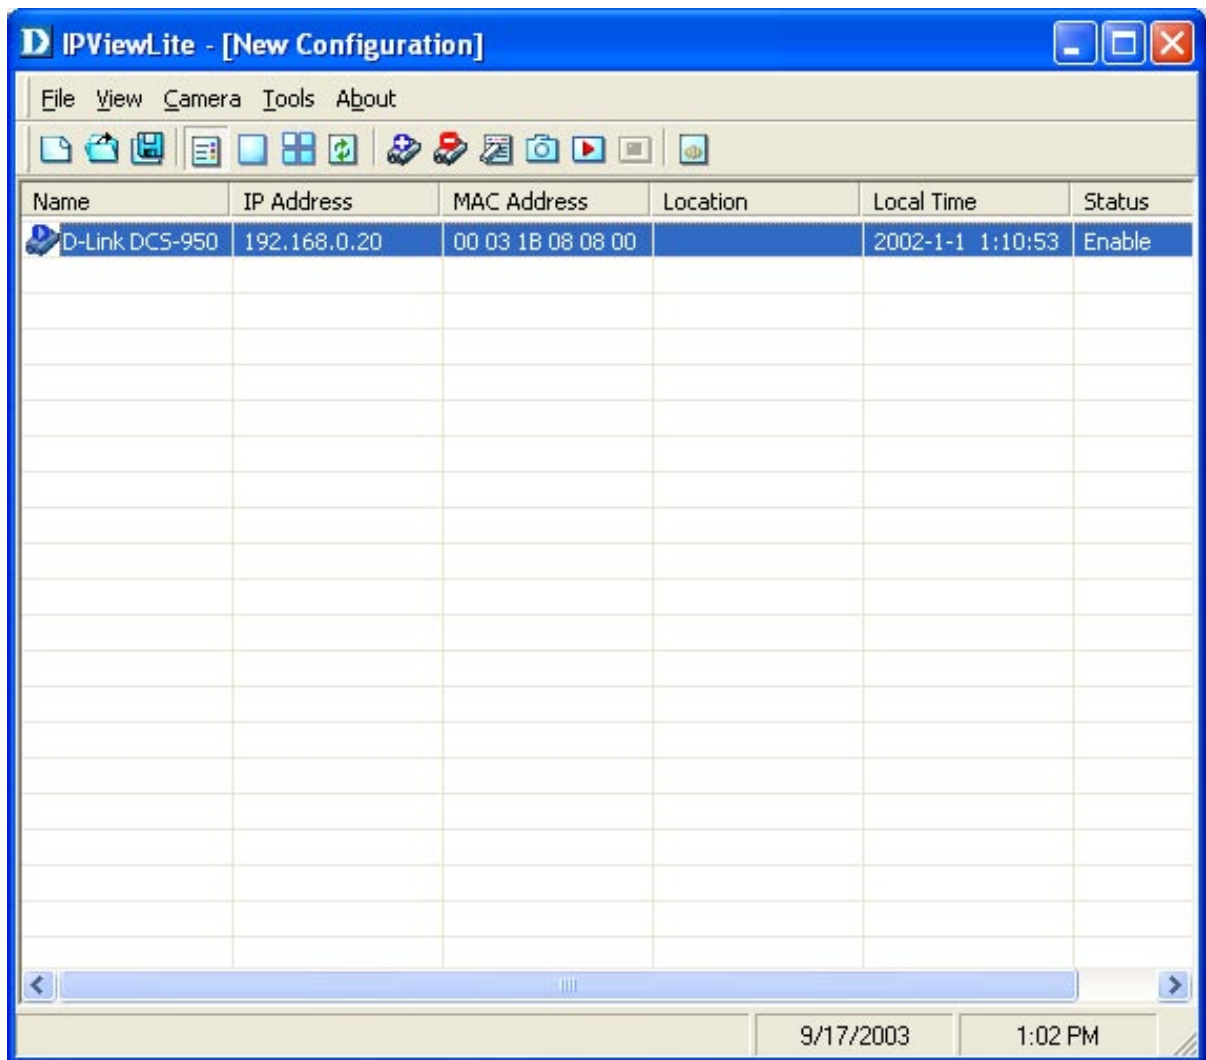 D IPViewLite - [New Configuration]
File View Camera Tools About
Name IP Address MAC Address Location Local Time Status
D-Link DCS-950 192.168.0.20 00 03 1B 08 08 00 2002-1-1 1:10:53 Enable
9/17/2003 1:02 PM